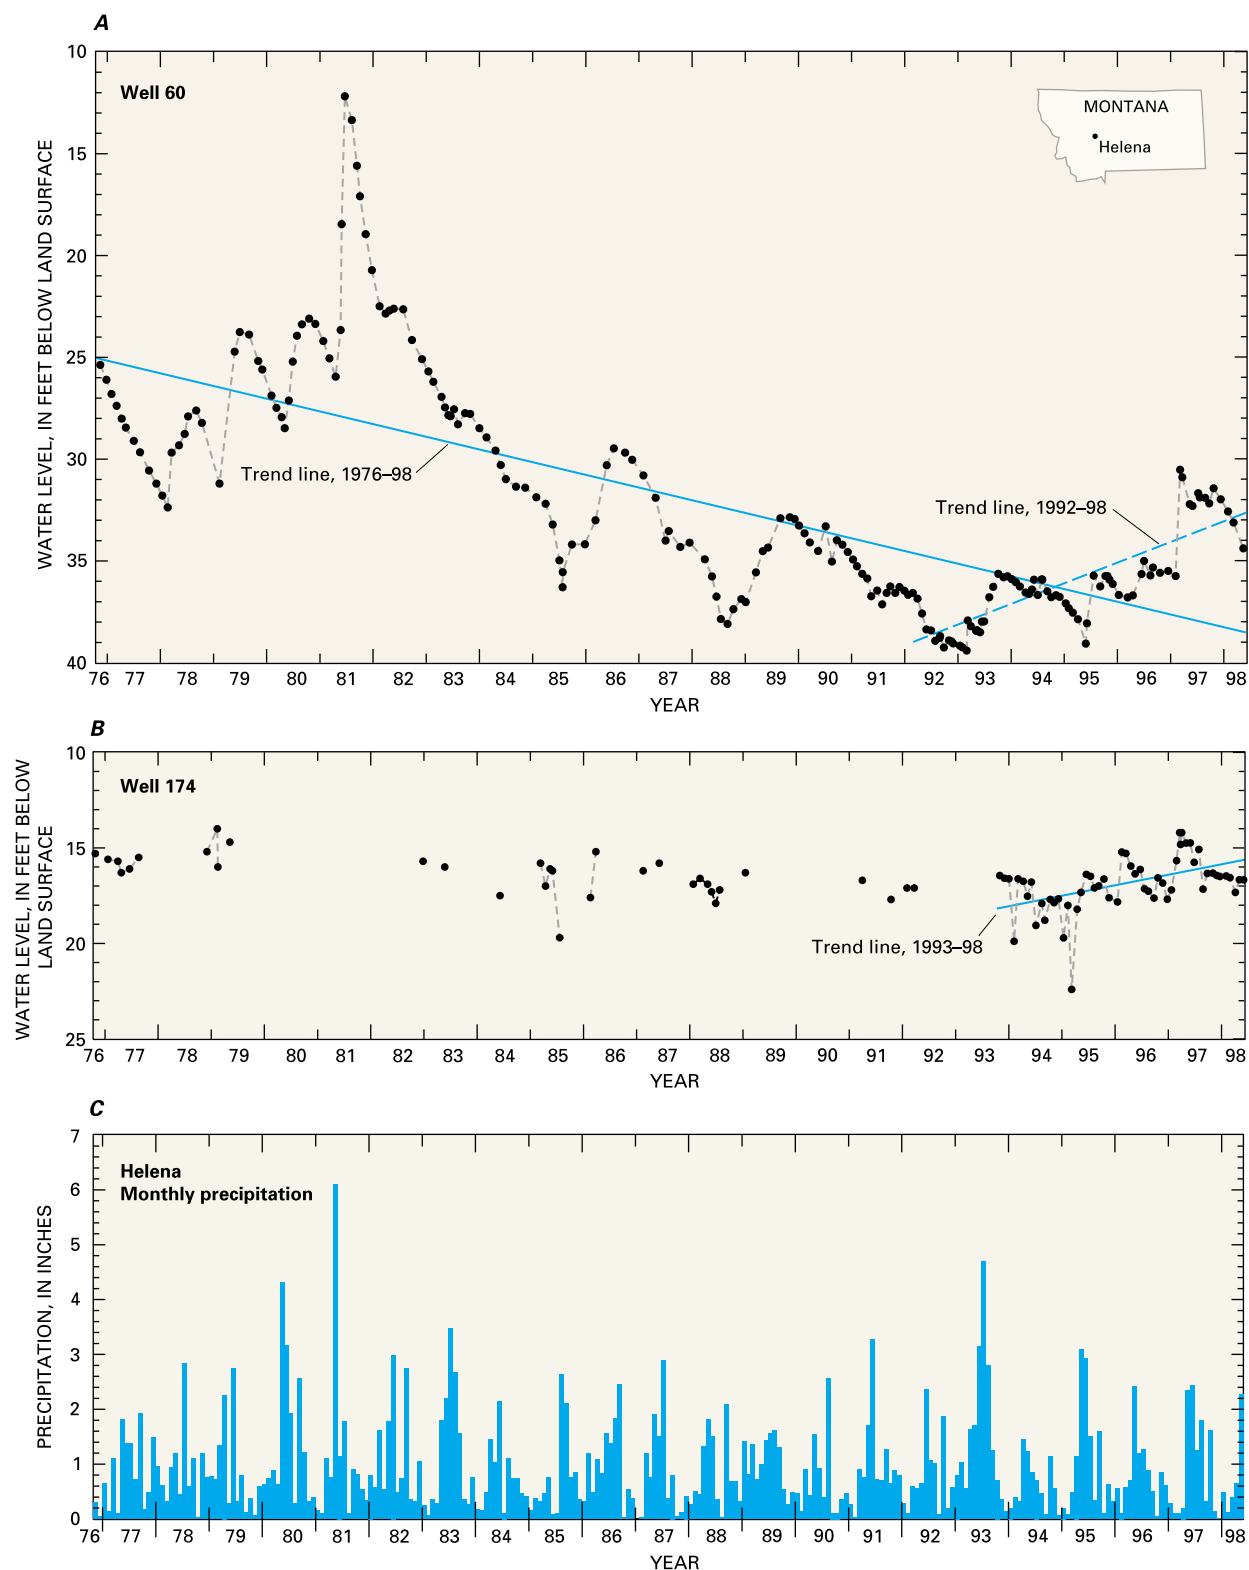 A
10
15
20
25
30
35
40
WATER LEVEL, IN FEET BELOW LAND SURFACE
Well 60
MONTANA
Helena
Trend line, 1976–98
Trend line, 1992–98
76 77 78 79 80 81 82 83 84 85 86 87 88 89 90 91 92 93 94 95 96 97 98
YEAR
B
10
15
20
25
WATER LEVEL, IN FEET BELOW
LAND SURFACE
Well 174
Trend line, 1993–98
76 77 78 79 80 81 82 83 84 85 86 87 88 89 90 91 92 93 94 95 96 97 98
YEAR
C
7
6
5
4
3
2
1
0
PRECIPITATION, IN INCHES
Helena
Monthly precipitation
76 77 78 79 80 81 82 83 84 85 86 87 88 89 90 91 92 93 94 95 96 97 98
YEAR